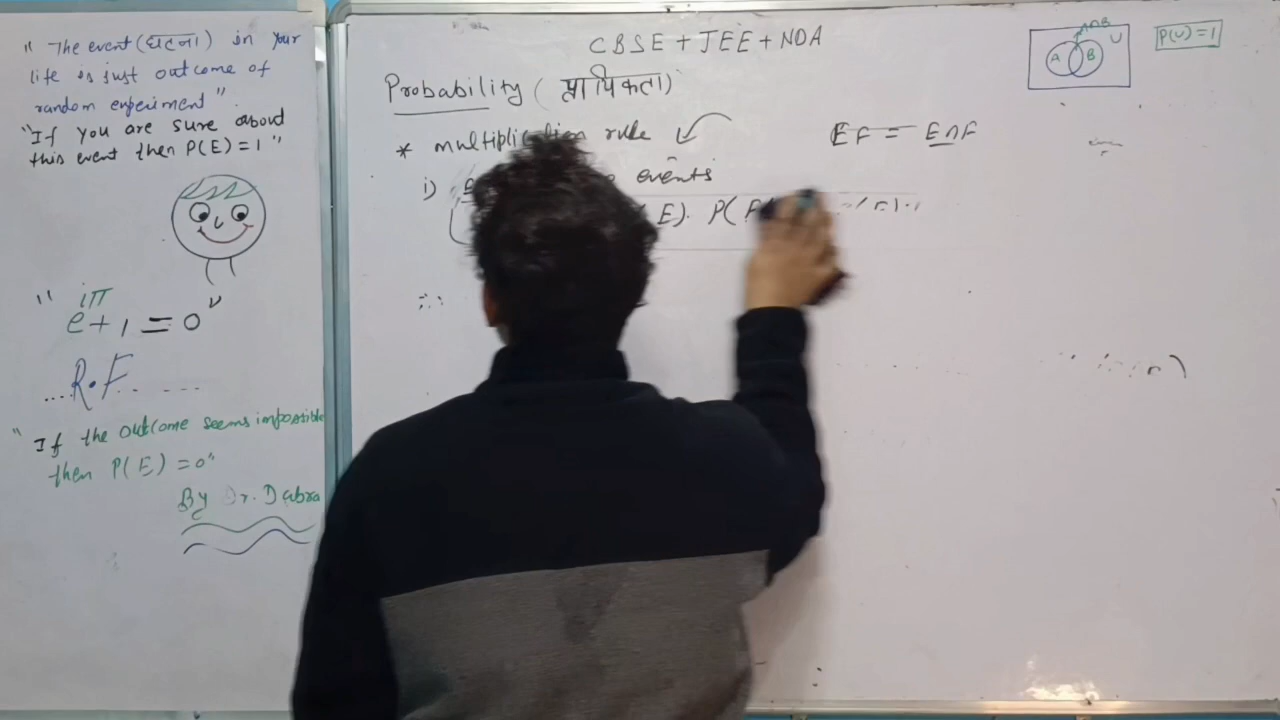 " The event (घटना) in your
life is just outcome of
random experiment".
"If you are sure about
this event then P(E)=1"
" e^iπ + 1 = 0 "
....R.F.....
"If the outcome seems impossible
then P(E) = 0"
By Dr. Dabra
CBSE + JEE + NDA
Probability (प्रायिकता)
* multiplication rule
EF = E∩F
i)
events
E). P(F
∴
A∩B
A B U
P(U) = 1